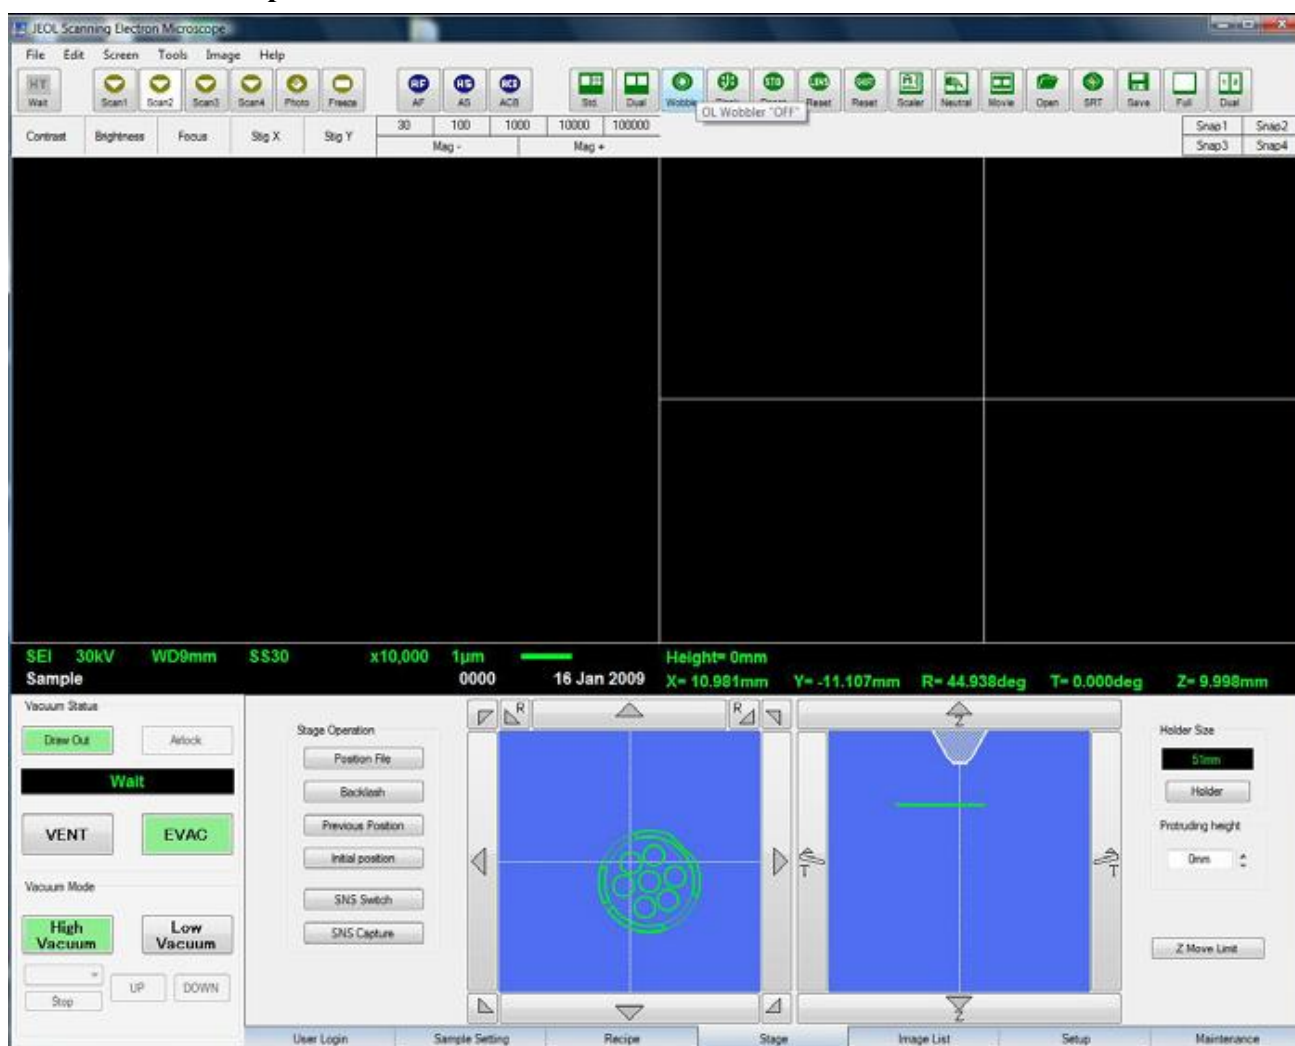 JEOL Scanning Electron Microscope
File Edit Screen Tools Image Help
HT
Wait Scan1 Scan2 Scan3 Scan4 Photo Freeze AF AS ACB Std. Dual Wobble Reset Reset Scaler Neutral Movie Open SRT Save Full Dual
OL Wobbler "OFF"
Contrast Brightness Focus Stig X Stig Y 30 100 1000 10000 100000 Snap1 Snap2
Mag - Mag + Snap3 Snap4
SEI 30kV WD9mm SS30 x10,000 1µm Height= 0mm
Sample 0000 16 Jan 2009 X= 10.981mm Y= -11.107mm R= 44.938deg T= 0.000deg Z= 9.998mm
Vacuum Status
Draw Out Airlock
Wait
VENT EVAC
Vacuum Mode
High Vacuum Low Vacuum
UP DOWN
Stop
Stage Operation
Position File
Backlash
Previous Position
Initial position
SNS Switch
SNS Capture
R R
Z
T T
Z
Holder Size
51mm
Holder
Protruding height
0mm
Z Move Limit
User Login Sample Setting Recipe Stage Image List Setup Maintenance